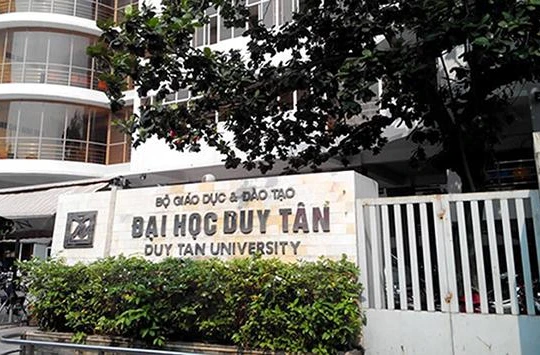 BỘ GIÁO DỤC & ĐÀO TẠO
ĐẠI HỌC DUY TÂN
DUY TAN UNIVERSITY